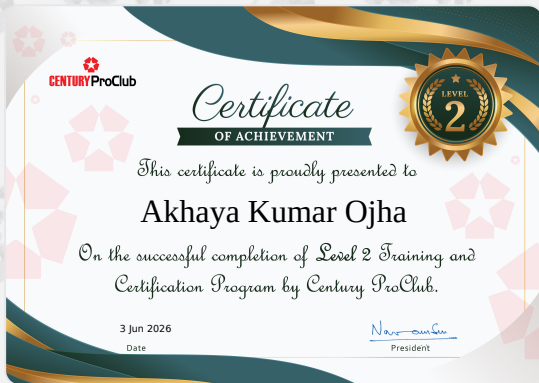 CENTURY ProClub
LEVEL
2
Certificate
OF ACHIEVEMENT
This certificate is proudly presented to
Akhaya Kumar Ojha
On the successful completion of Level 2 Training and
Certification Program by Century ProClub.
3 Jun 2026
Date
President